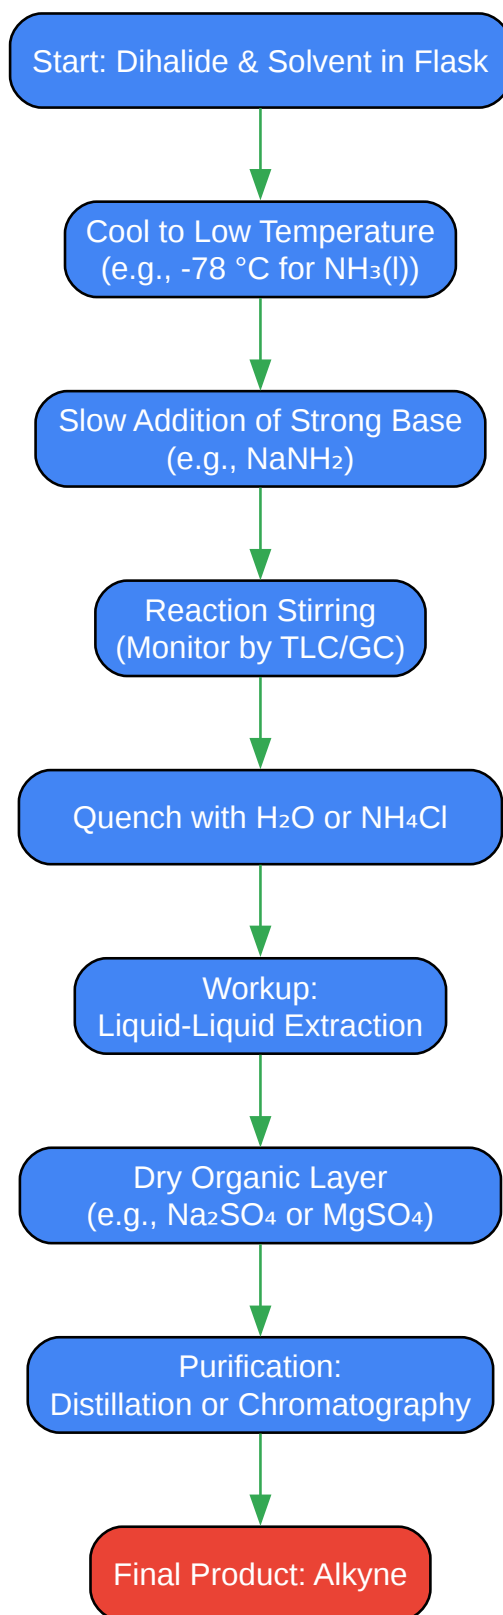 Start: Dihalide & Solvent in Flask
Cool to Low Temperature
(e.g., -78 °C for NH₃(l))
Slow Addition of Strong Base
(e.g., NaNH₂)
Reaction Stirring
(Monitor by TLC/GC)
Quench with H₂O or NH₄Cl
Workup:
Liquid-Liquid Extraction
Dry Organic Layer
(e.g., Na₂SO₄ or MgSO₄)
Purification:
Distillation or Chromatography
Final Product: Alkyne